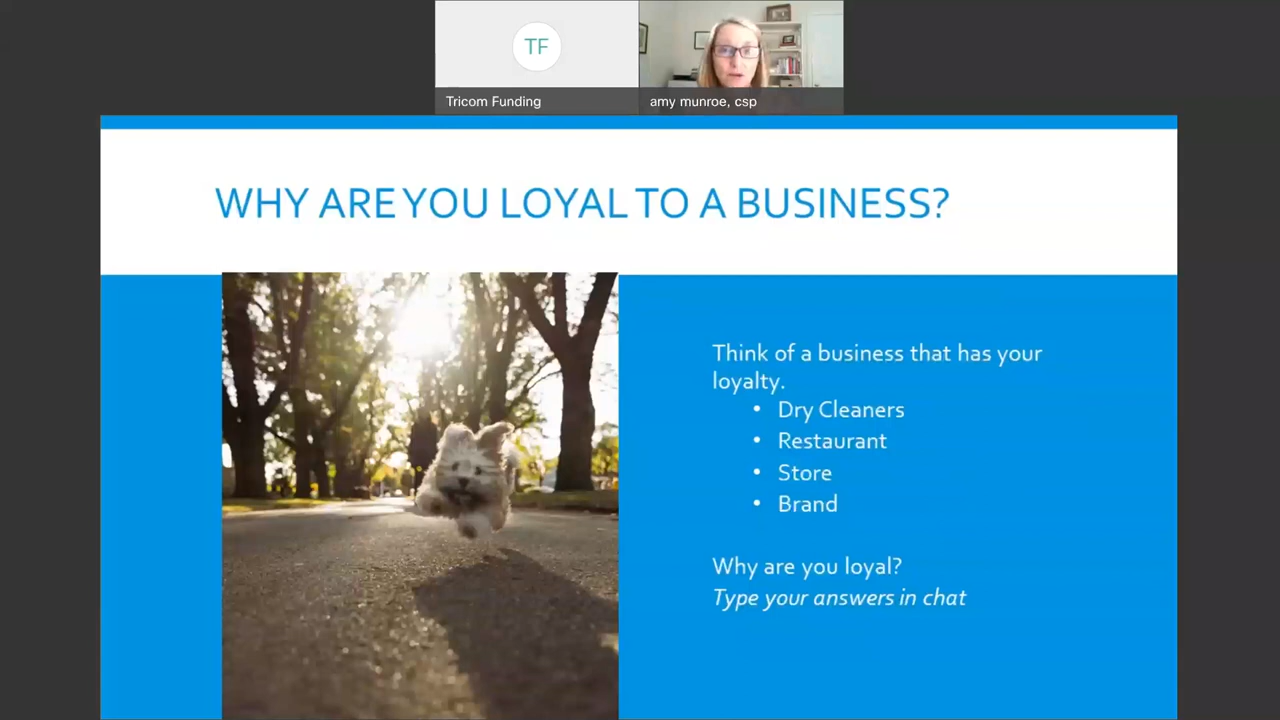 TF
Tricom Funding
amy munroe, csp
WHY ARE YOU LOYAL TO A BUSINESS?
Think of a business that has your
loyalty.
• Dry Cleaners
• Restaurant
• Store
• Brand
Why are you loyal?
Type your answers in chat